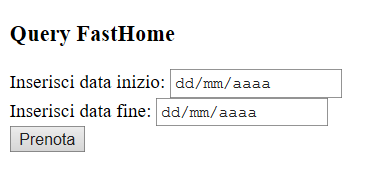 Query FastHome
Inserisci data inizio: dd/mm/aaaa
Inserisci data fine: dd/mm/aaaa
Prenota